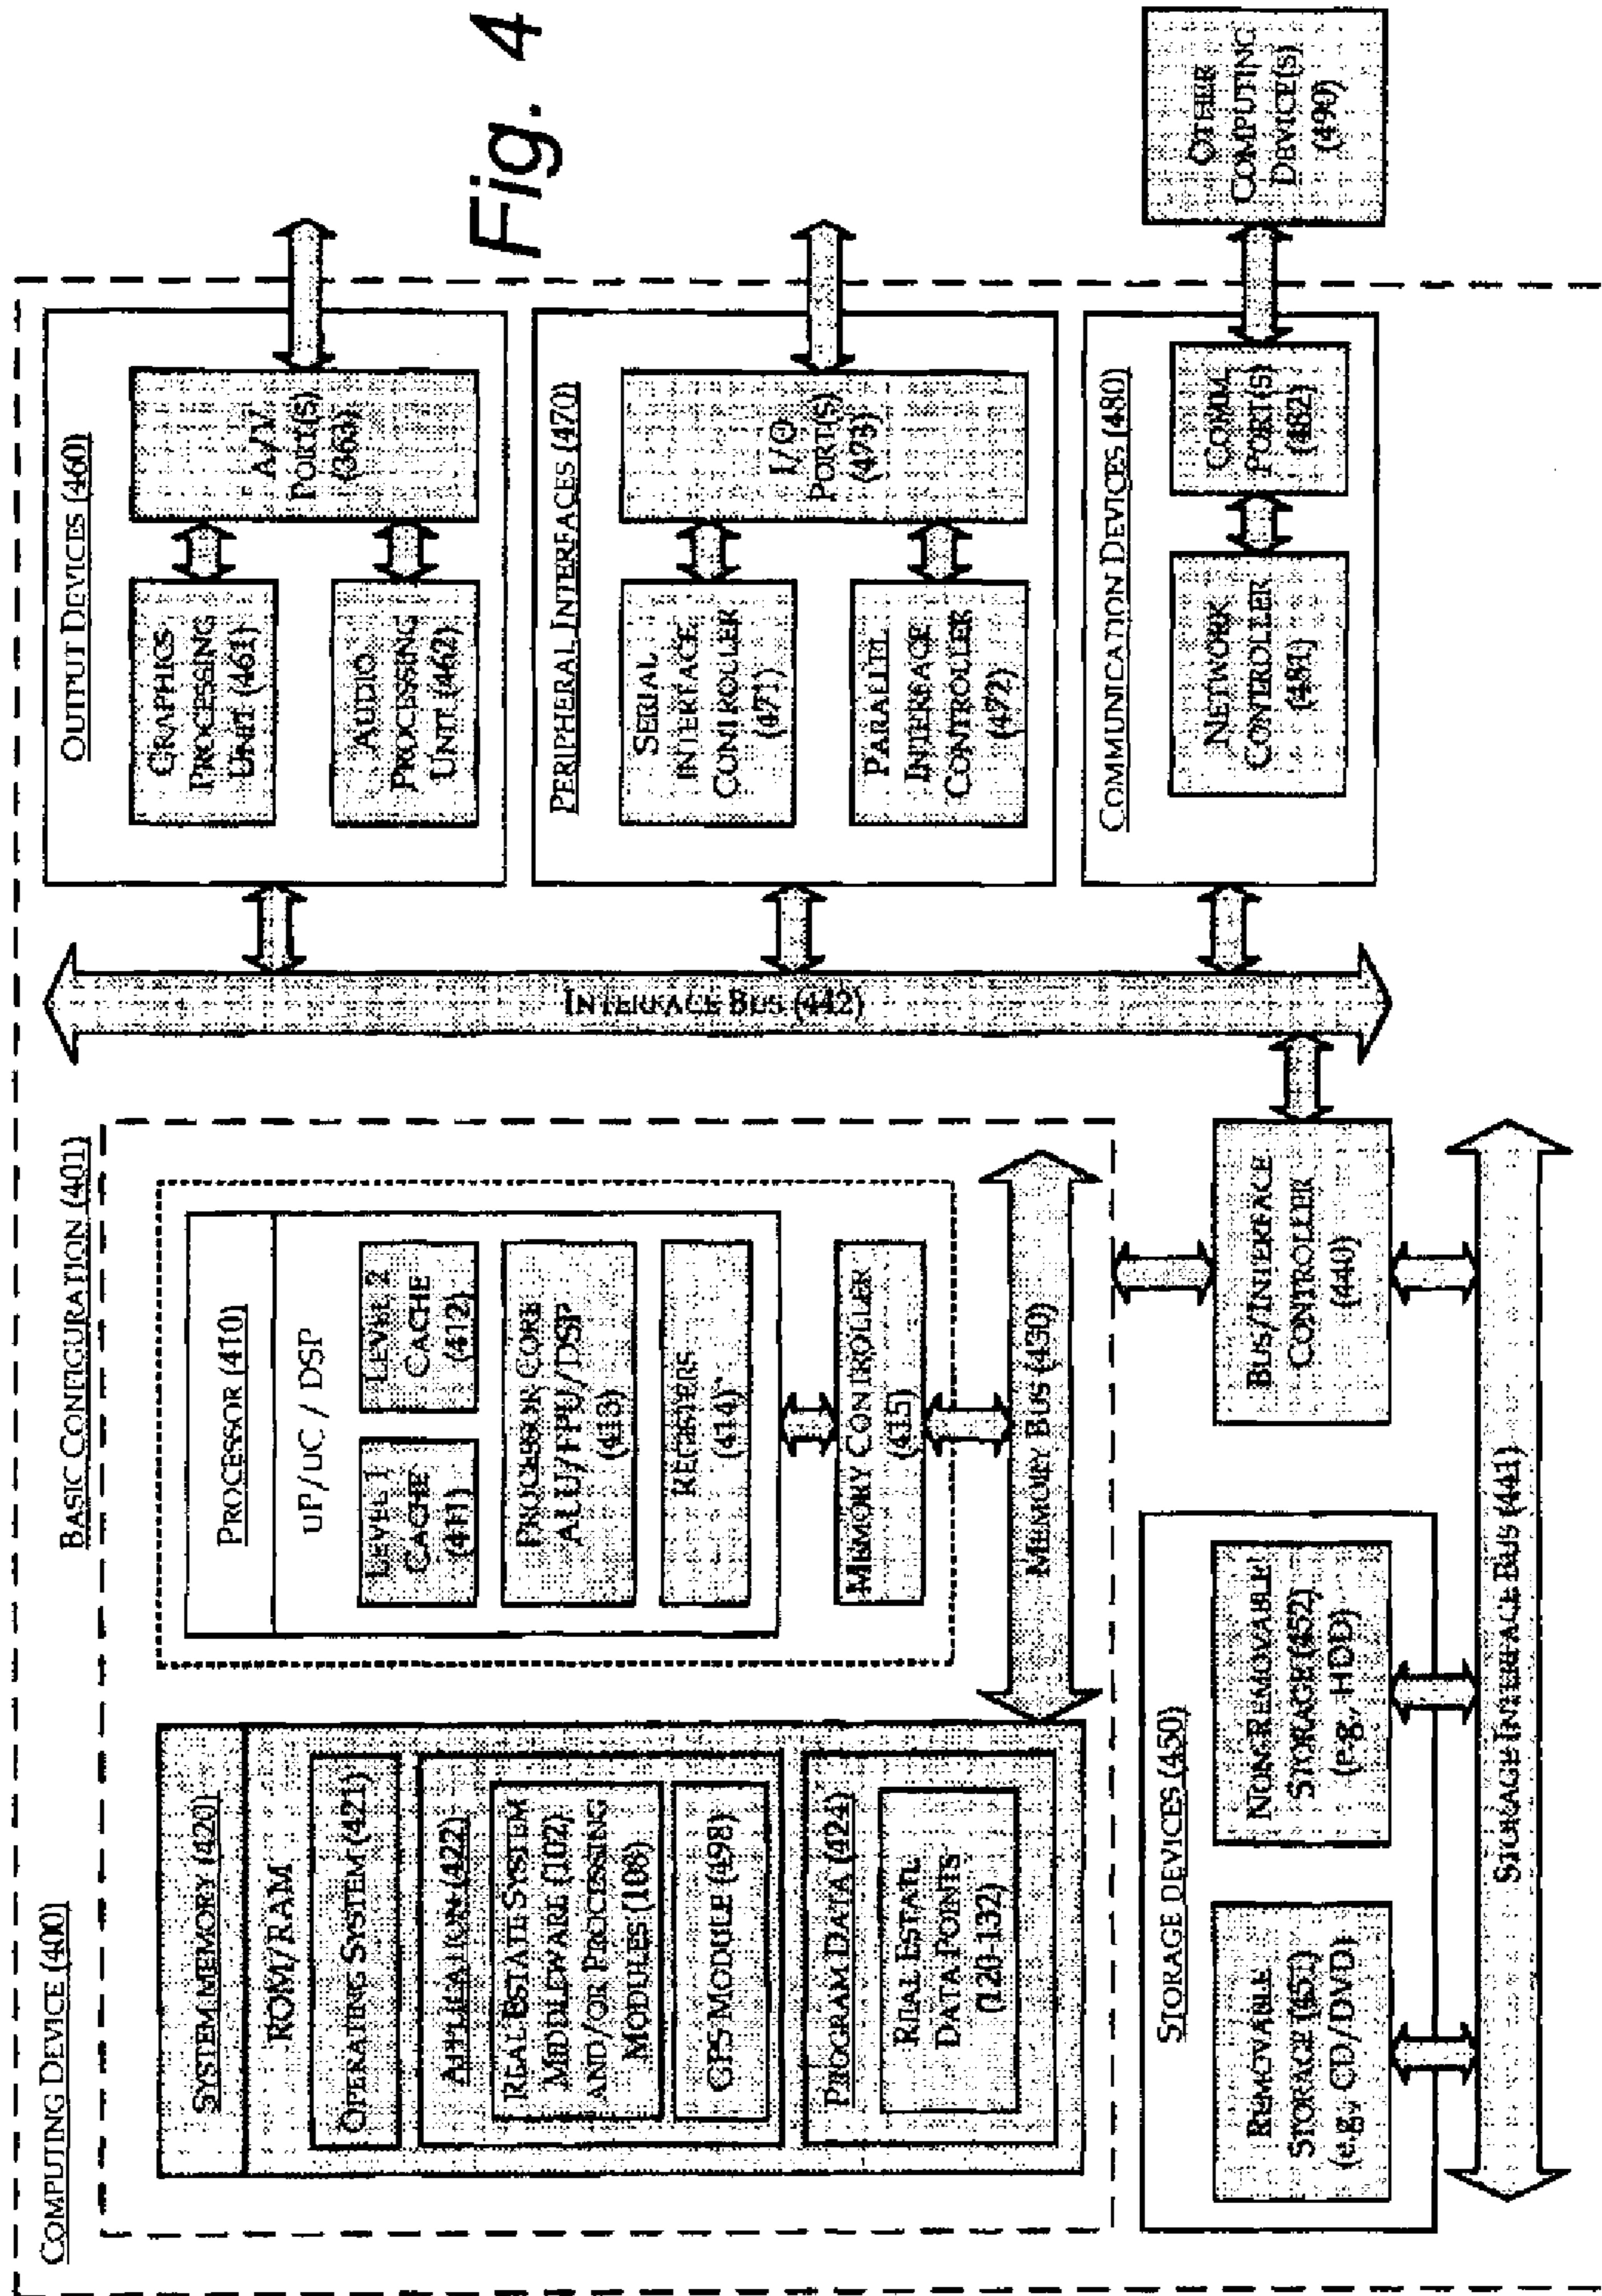 COMPUTING DEVICE (400)
BASIC CONFIGURATION (401)
SYSTEM MEMORY (420)
ROM/RAM
OPERATING SYSTEM (421)
APPLICATION (422)
REAL ESTATE SYSTEM
MIDDLEWARE (102)
AND/OR PROCESSING
MODULES (108)
GPS MODULE (498)
PROGRAM DATA (424)
REAL ESTATE
DATA POINTS
(120-132)
PROCESSOR (410)
uP/uC / DSP
LEVEL 1
CACHE
(411)
LEVEL 2
CACHE
(412)
PROCESSOR CORE
ALU/FPU/DSP
(413)
REGISTERS
(414)
MEMORY CONTROLLER
(415)
MEMORY BUS (430)
STORAGE DEVICES (450)
REMOVABLE
STORAGE (451)
(e.g., CD/DVD)
NON-REMOVABLE
STORAGE (452)
(e.g., HDD)
BUS/INTERFACE
CONTROLLER
(440)
STORAGE INTERFACE BUS (441)
INTERFACE BUS (442)
OUTPUT DEVICES (460)
GRAPHICS
PROCESSING
UNIT (461)
AUDIO
PROCESSING
UNIT (462)
A/V
PORT(S)
(363)
PERIPHERAL INTERFACES (470)
SERIAL
INTERFACE
CONTROLLER
(471)
PARALLEL
INTERFACE
CONTROLLER
(472)
I/O
PORT(S)
(473)
COMMUNICATION DEVICES (480)
NETWORK
CONTROLLER
(481)
COMM.
PORT(S)
(482)
OTHER
COMPUTING
DEVICE(S)
(490)
Fig. 4